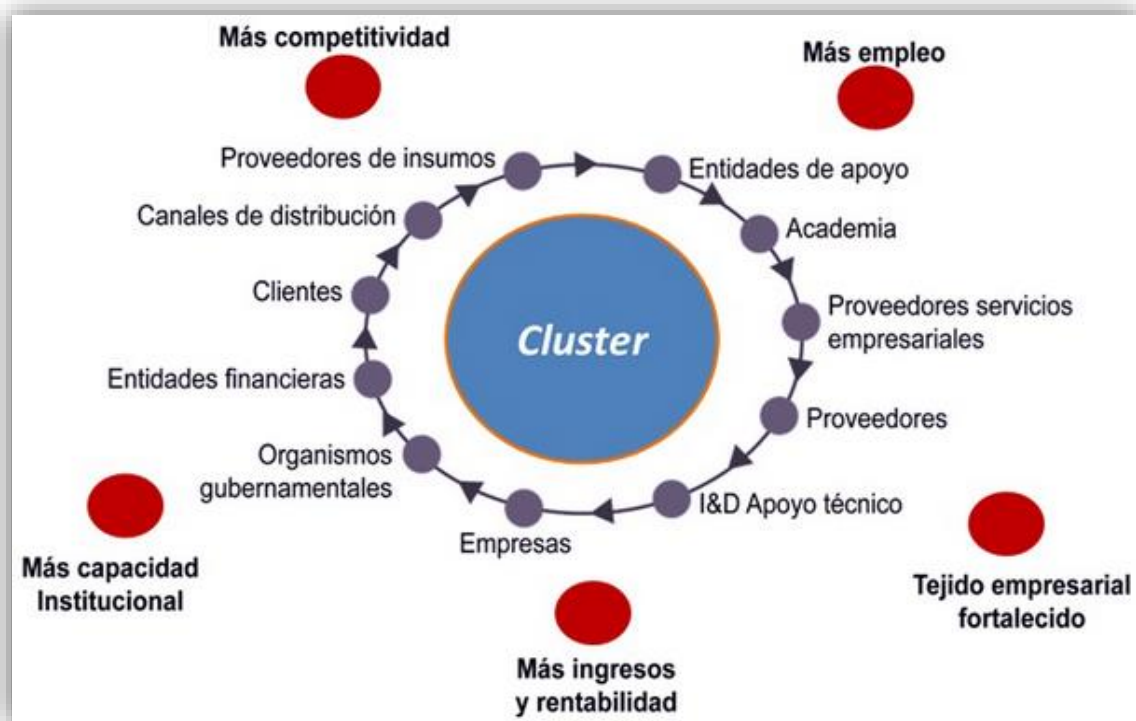 Más competitividad
Más empleo
Proveedores de insumos
Entidades de apoyo
Canales de distribución
Academia
Clientes
Proveedores servicios
empresariales
Cluster
Entidades financieras
Proveedores
Organismos
gubernamentales
I&D Apoyo técnico
Empresas
Más capacidad
Institucional
Tejido empresarial
fortalecido
Más ingresos
y rentabilidad